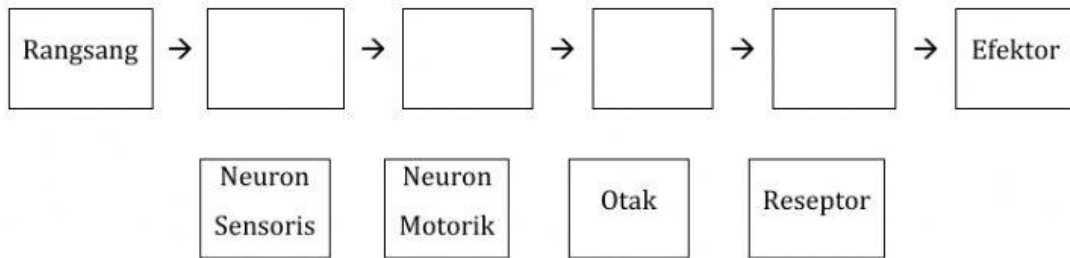 Rangsang → → → → → Efektor
Neuron Sensoris
Neuron Motorik
Otak
Reseptor